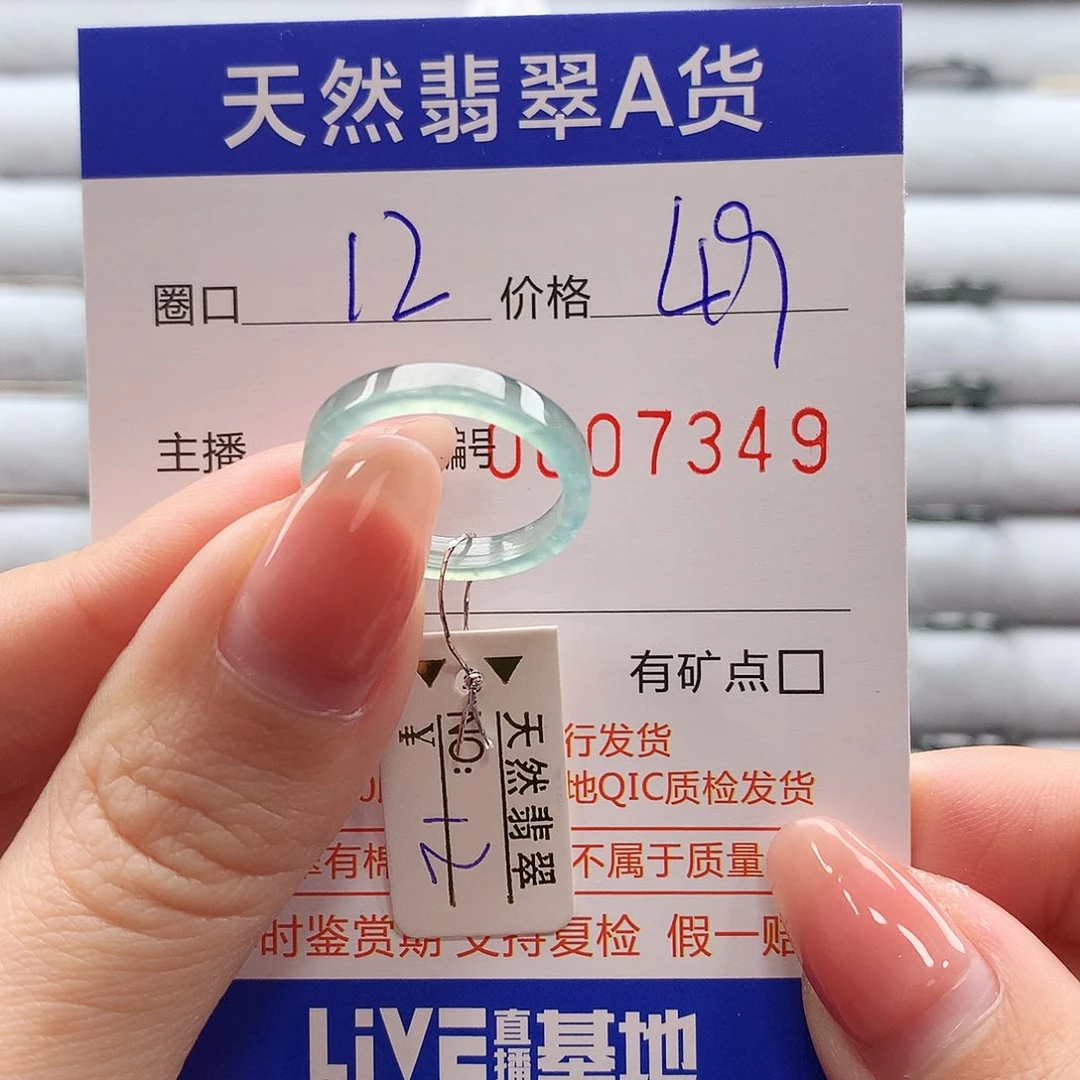 天然翡翠A货
圈口 12 价格 49
主播 编号 0007349
有矿点□
行发货
地QIC质检发货
有棉 不属于质量
时鉴赏期 支持复检 假一赔
LiVE直播基地
天然翡翠
NO: 12
¥